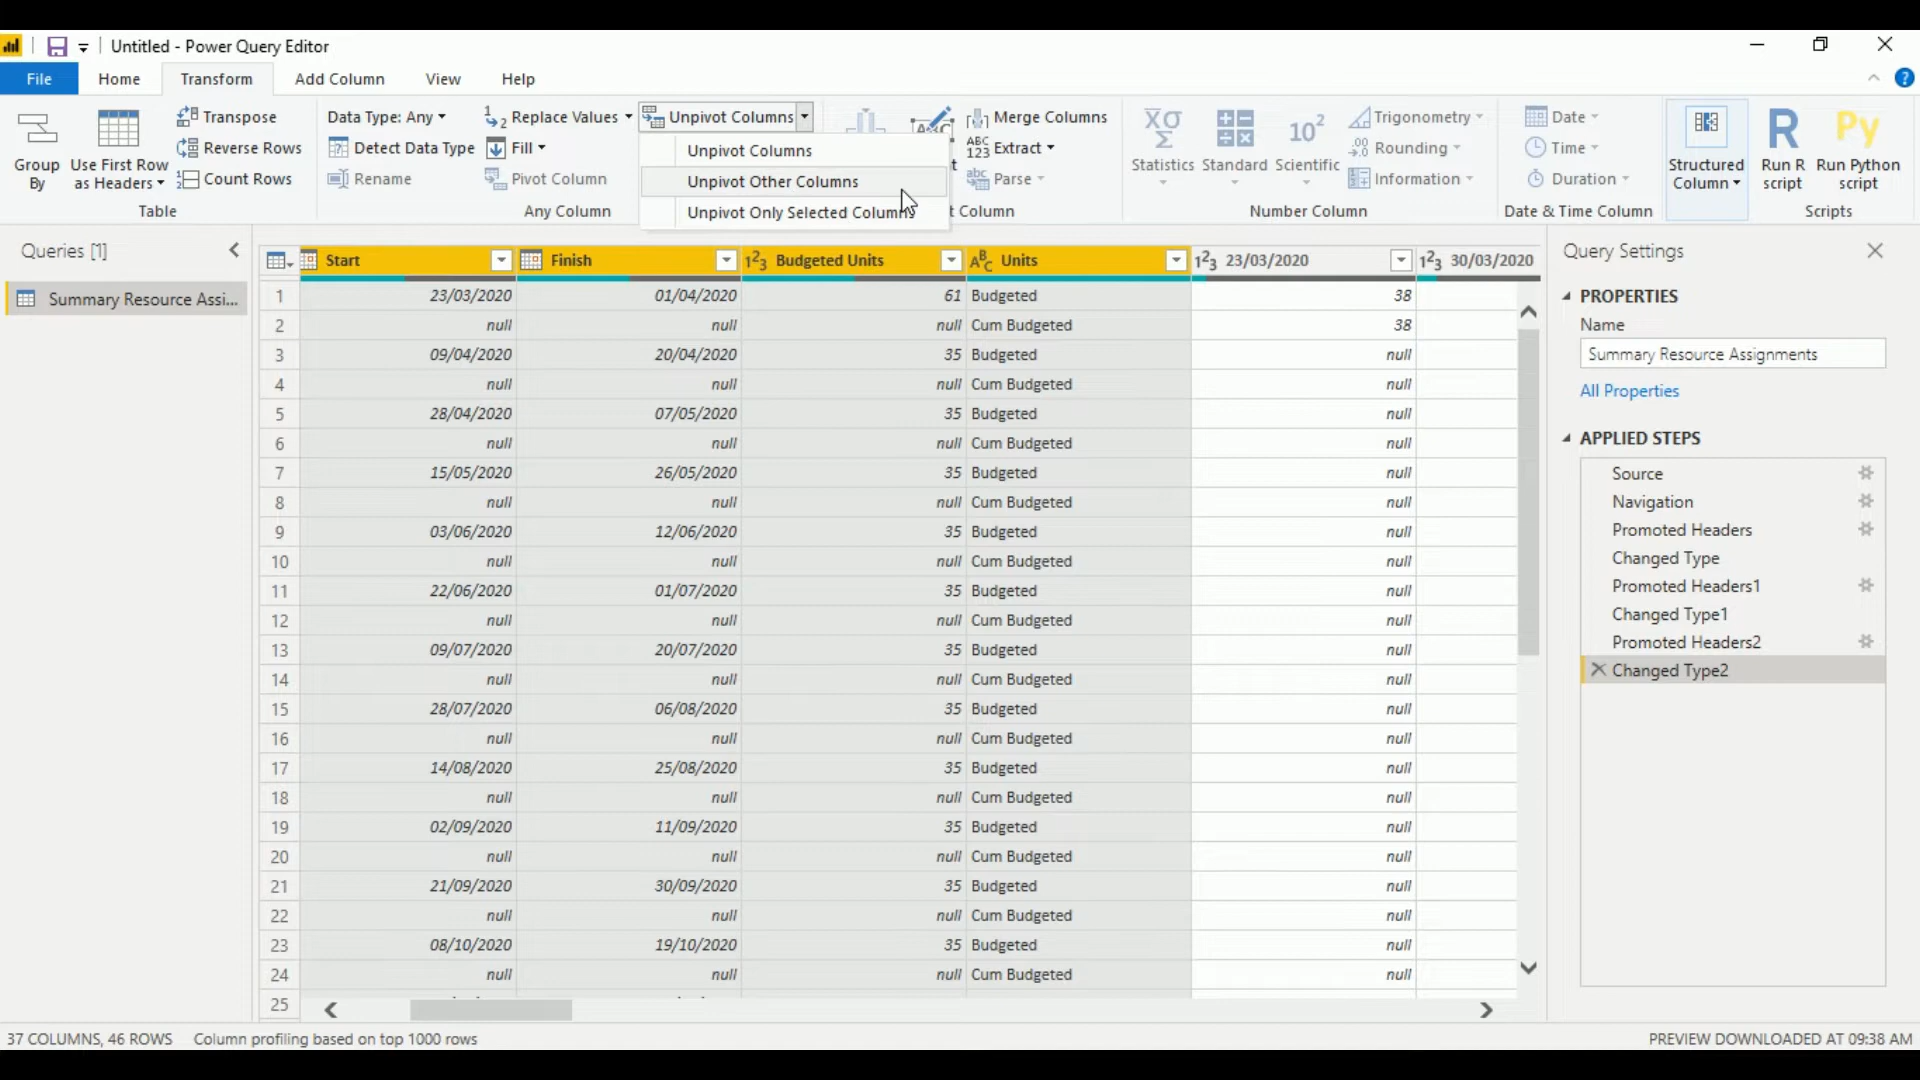 Untitled - Power Query Editor
File Home Transform Add Column View Help
Group By
Use First Row as Headers
Transpose
Reverse Rows
Count Rows
Table
Data Type: Any
Detect Data Type
Rename
Replace Values
Fill
Pivot Column
Any Column
Unpivot Columns
Unpivot Columns
Unpivot Other Columns
Unpivot Only Selected Columns
Merge Columns
Extract
Parse
t Column
Statistics
Standard
Scientific
Trigonometry
Rounding
Information
Number Column
Date
Time
Duration
Date & Time Column
Structured Column
Run R script
Run Python script
Scripts
Queries [1]
Summary Resource Assi...
Start Finish Budgeted Units Units 23/03/2020 30/03/2020
1 23/03/2020 01/04/2020 61 Budgeted 38
2 null null null Cum Budgeted 38
3 09/04/2020 20/04/2020 35 Budgeted null
4 null null null Cum Budgeted null
5 28/04/2020 07/05/2020 35 Budgeted null
6 null null null Cum Budgeted null
7 15/05/2020 26/05/2020 35 Budgeted null
8 null null null Cum Budgeted null
9 03/06/2020 12/06/2020 35 Budgeted null
10 null null null Cum Budgeted null
11 22/06/2020 01/07/2020 35 Budgeted null
12 null null null Cum Budgeted null
13 09/07/2020 20/07/2020 35 Budgeted null
14 null null null Cum Budgeted null
15 28/07/2020 06/08/2020 35 Budgeted null
16 null null null Cum Budgeted null
17 14/08/2020 25/08/2020 35 Budgeted null
18 null null null Cum Budgeted null
19 02/09/2020 11/09/2020 35 Budgeted null
20 null null null Cum Budgeted null
21 21/09/2020 30/09/2020 35 Budgeted null
22 null null null Cum Budgeted null
23 08/10/2020 19/10/2020 35 Budgeted null
24 null null null Cum Budgeted null
25
Query Settings
PROPERTIES
Name
Summary Resource Assignments
All Properties
APPLIED STEPS
Source
Navigation
Promoted Headers
Changed Type
Promoted Headers1
Changed Type1
Promoted Headers2
Changed Type2
37 COLUMNS, 46 ROWS Column profiling based on top 1000 rows
PREVIEW DOWNLOADED AT 09:38 AM